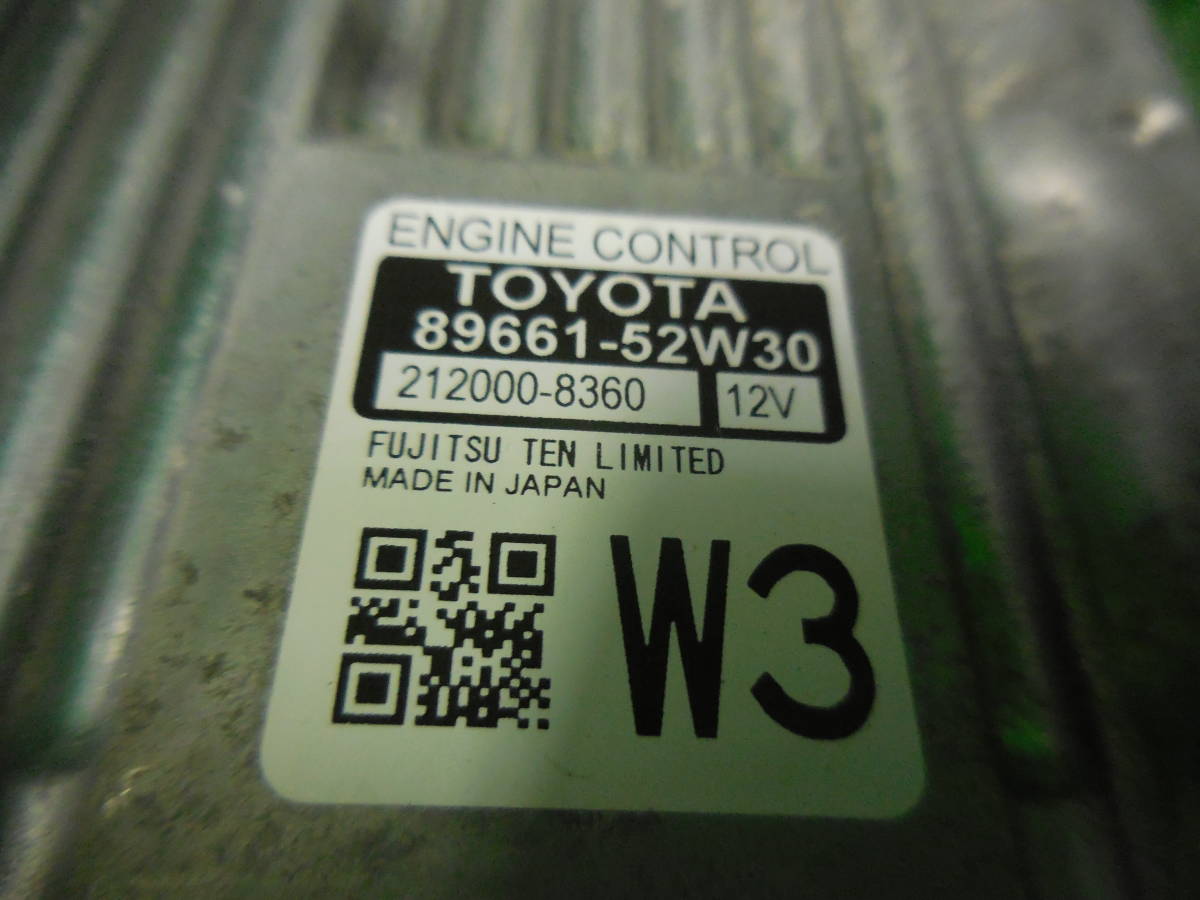 ENGINE CONTROL
TOYOTA
89661-52W30
212000-8360 12V
FUJITSU TEN LIMITED
MADE IN JAPAN
W3